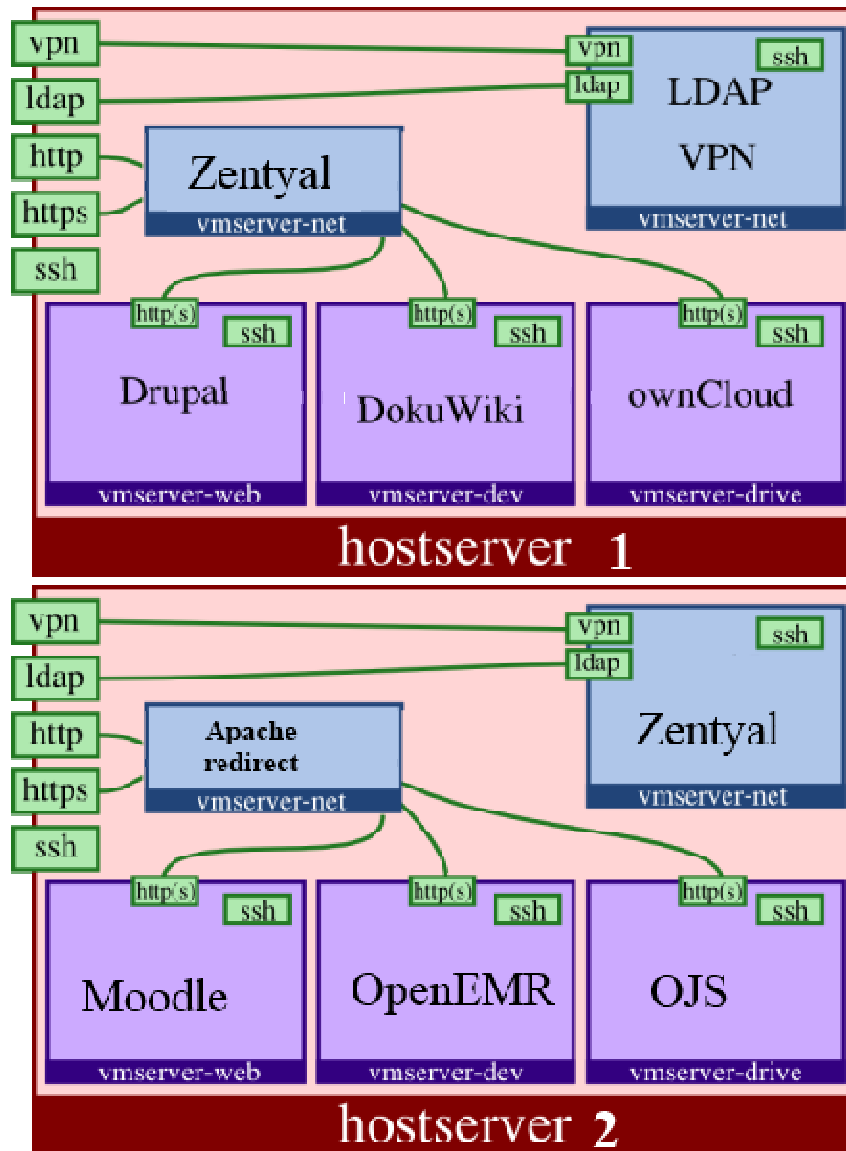 vpn
vpn
ssh
ldap
ldap
LDAP
VPN
http
Zentyal
https
vmserver-net
vmserver-net
ssh
http(s)
http(s)
http(s)
ssh
ssh
ssh
Drupal
DokuWiki
ownCloud
vmserver-web
vmserver-dev
vmserver-drive
hostserver 1
vpn
vpn
ssh
ldap
ldap
http
Apache
redirect
Zentyal
https
vmserver-net
vmserver-net
ssh
http(s)
http(s)
http(s)
ssh
ssh
ssh
Moodle
OpenEMR
OJS
vmserver-web
vmserver-dev
vmserver-drive
hostserver 2